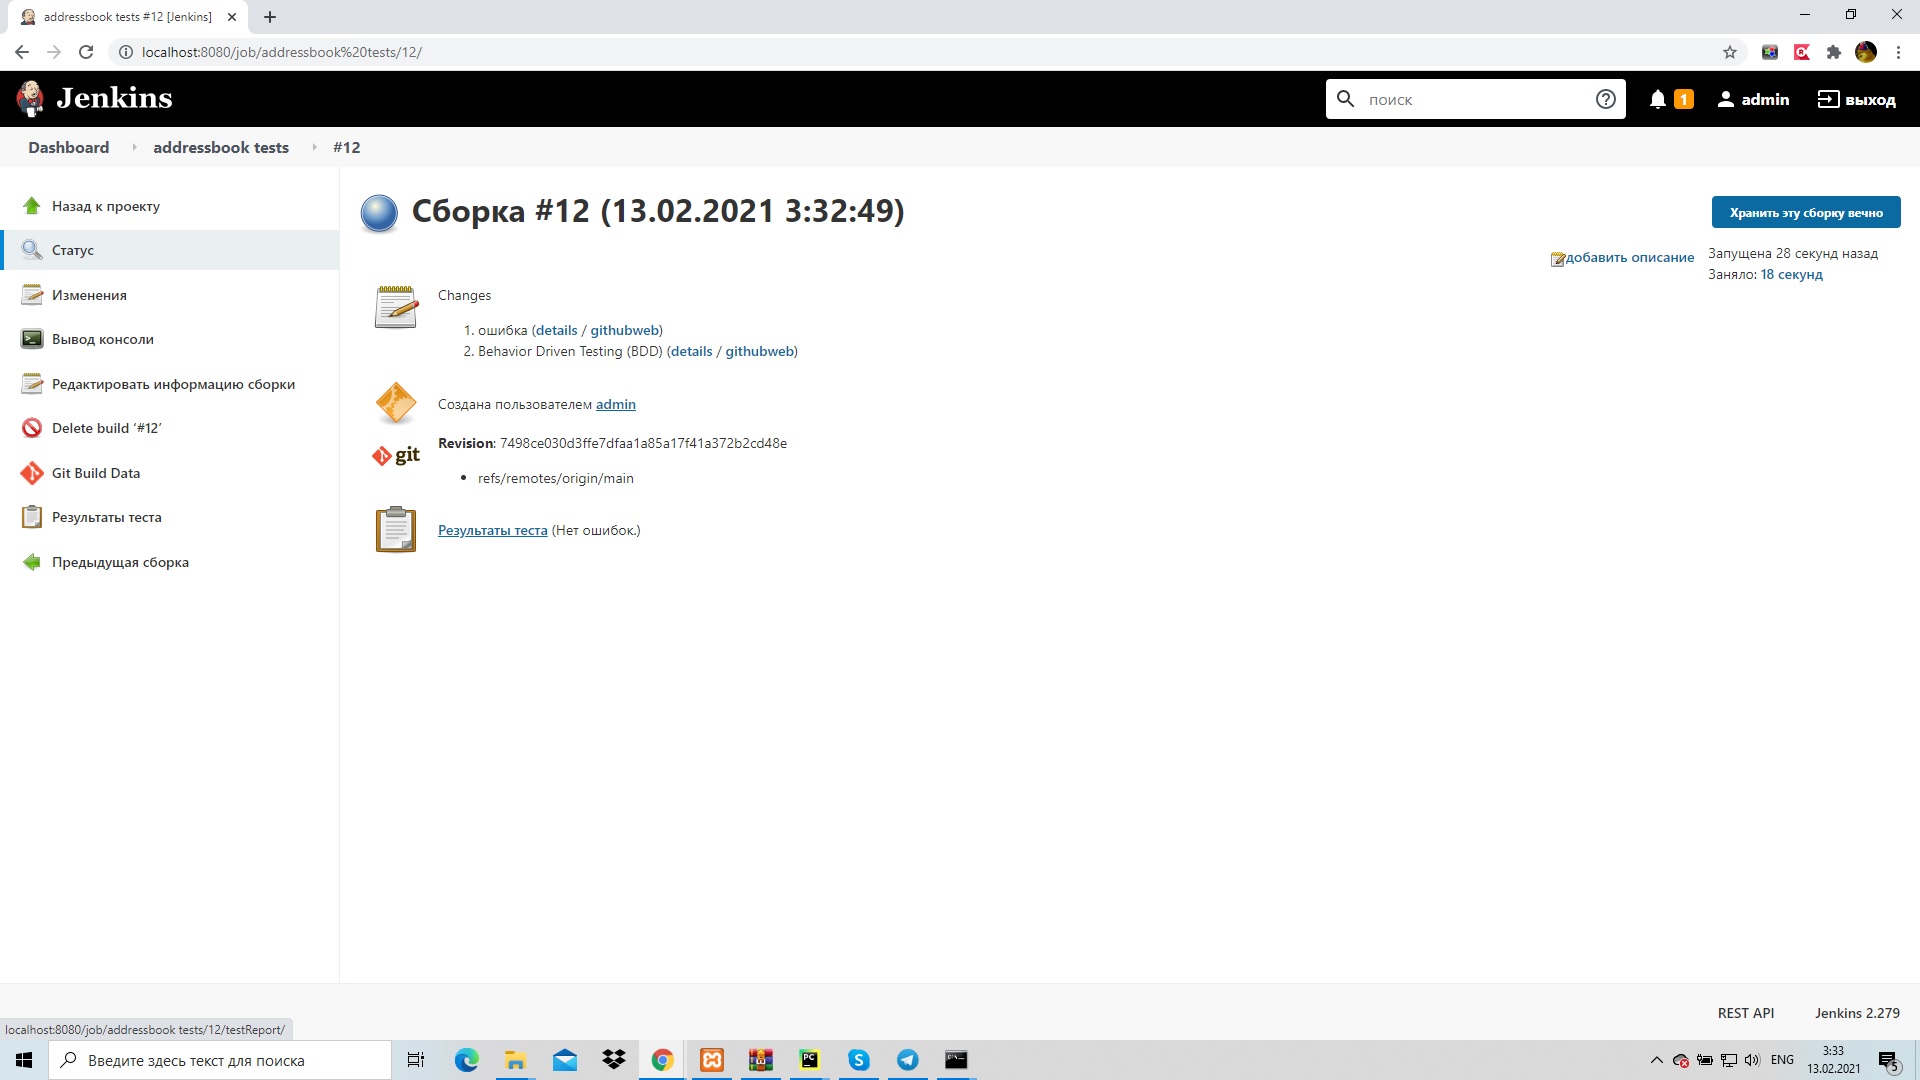 addressbook tests #12 [Jenkins]
localhost:8080/job/addressbook%20tests/12/
Jenkins
поиск
1
admin
выход
Dashboard
addressbook tests
#12
Назад к проекту
Статус
Изменения
Вывод консоли
Редактировать информацию сборки
Delete build ‘#12’
Git Build Data
Результаты теста
Предыдущая сборка
Сборка #12 (13.02.2021 3:32:49)
Хранить эту сборку вечно
добавить описание
Запущена 28 секунд назад
Заняло: 18 секунд
Changes
1. ошибка (details / githubweb)
2. Behavior Driven Testing (BDD) (details / githubweb)
Создана пользователем admin
git
Revision: 7498ce030d3ffe7dfaa1a85a17f41a372b2cd48e
refs/remotes/origin/main
Результаты теста (Нет ошибок.)
REST API
Jenkins 2.279
localhost:8080/job/addressbook tests/12/testReport/
Введите здесь текст для поиска
PC
ENG
3:33
13.02.2021
5